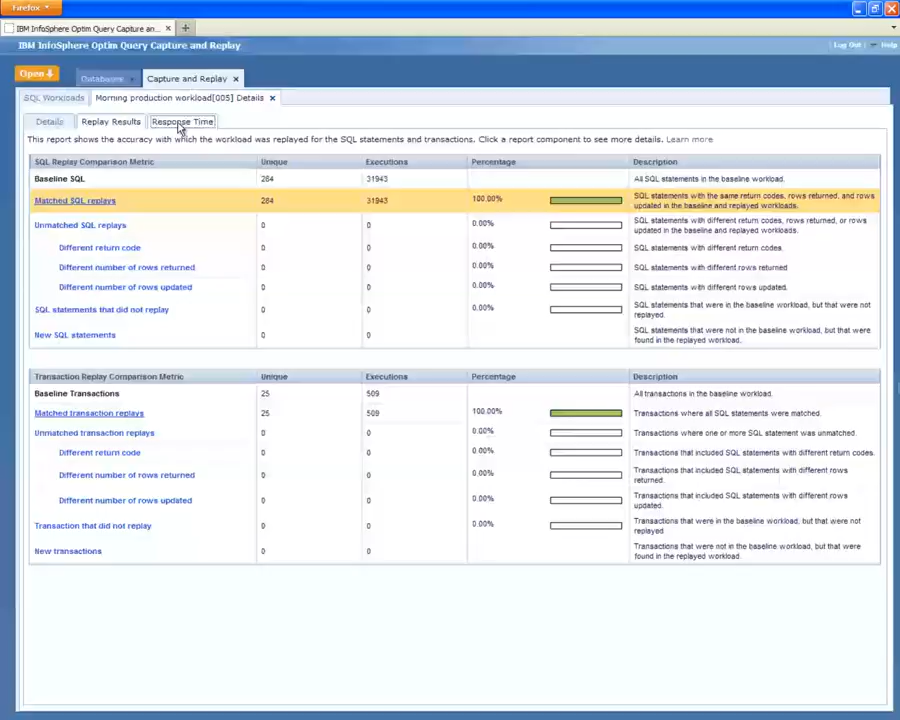 Firefox
IBM InfoSphere Optim Query Capture an...
IBM InfoSphere Optim Query Capture and Replay
Log Out
Help
Open
Databases
Capture and Replay
SQL Workloads
Morning production workload[G05] Details
Details
Replay Results
Response Time
This report shows the accuracy with which the workload was replayed for the SQL statements and transactions. Click a report component to see more details. Learn more
SQL Replay Comparison Metric Unique Executions Percentage Description
Baseline SQL 284 31943 All SQL statements in the baseline workload.
Matched SQL replays 284 31943 100.00% SQL statements with the same return codes, rows returned, and rows
updated in the baseline and replayed workloads.
Unmatched SQL replays 0 0 0.00% SQL statements with different return codes, rows returned, or rows
updated in the baseline and replayed workloads.
Different return code 0 0 0.00% SQL statements with different return codes.
Different number of rows returned 0 0 0.00% SQL statements with different rows returned
Different number of rows updated 0 0 0.00% SQL statements with different rows updated.
SQL statements that did not replay 0 0 0.00% SQL statements that were in the baseline workload, but that were not
replayed.
New SQL statements 0 0 SQL statements that were not in the baseline workload, but that were
found in the replayed workload.
Transaction Replay Comparison Metric Unique Executions Percentage Description
Baseline Transactions 25 509 All transactions in the baseline workload.
Matched transaction replays 25 509 100.00% Transactions where all SQL statements were matched.
Unmatched transaction replays 0 0 0.00% Transactions where one or more SQL statement was unmatched.
Different return code 0 0 0.00% Transactions that included SQL statements with different return codes.
Different number of rows returned 0 0 0.00% Transactions that included SQL statements with different rows
returned.
Different number of rows updated 0 0 0.00% Transactions that included SQL statements with different rows
updated.
Transaction that did not replay 0 0 0.00% Transactions that were in the baseline workload, but that were not
replayed
New transactions 0 0 Transactions that were not in the baseline workload, but that were
found in the replayed workload.